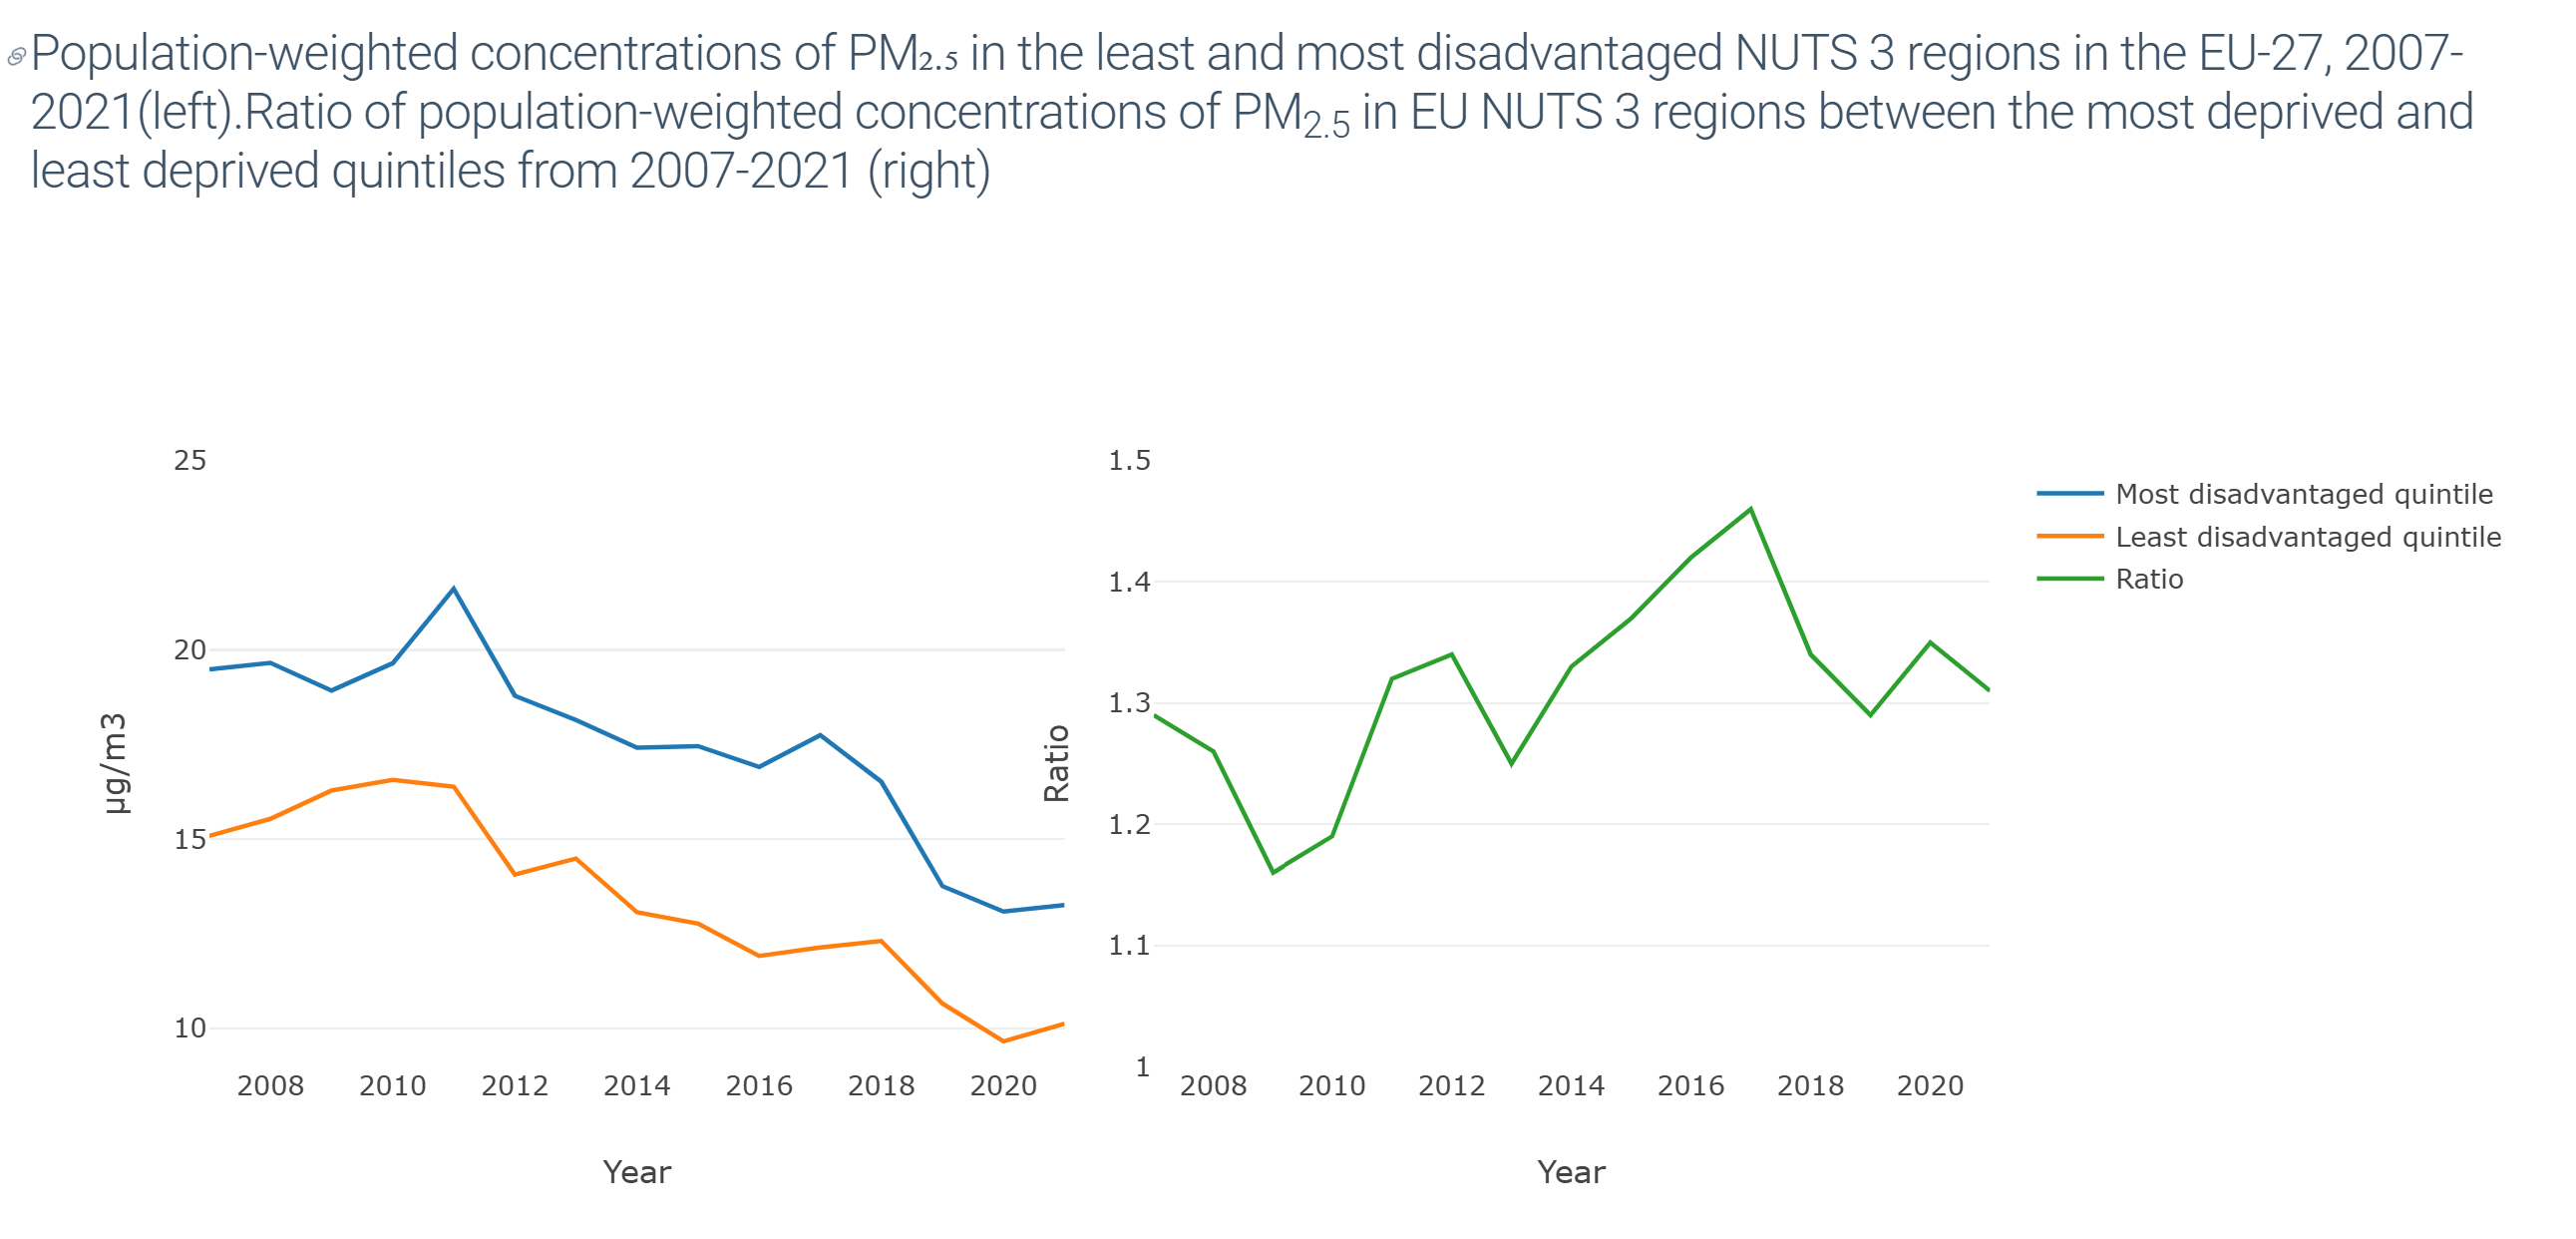 Population-weighted concentrations of PM₂.₅ in the least and most disadvantaged NUTS 3 regions in the EU-27, 2007-
2021(left).Ratio of population-weighted concentrations of PM2.5 in EU NUTS 3 regions between the most deprived and
least deprived quintiles from 2007-2021 (right)
25
20
15
10
µg/m3
2008 2010 2012 2014 2016 2018 2020
Year
1.5
1.4
1.3
1.2
1.1
1
Ratio
2008 2010 2012 2014 2016 2018 2020
Year
Most disadvantaged quintile
Least disadvantaged quintile
Ratio